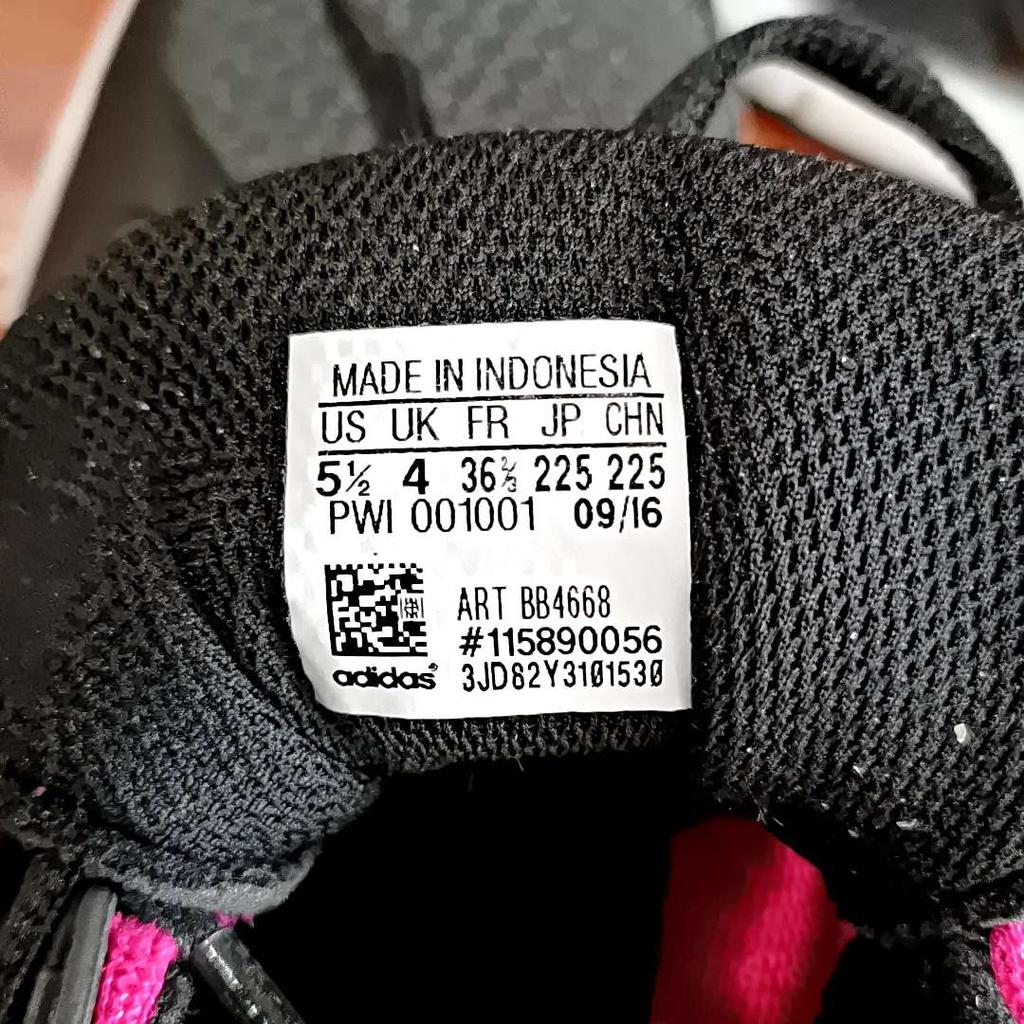 MADE IN INDONESIA
US UK FR JP CHN
5½ 4 36⅔ 225 225
PWI 001001 09/16
ART BB4668
#115890056
adidas® 3JD82Y3101530